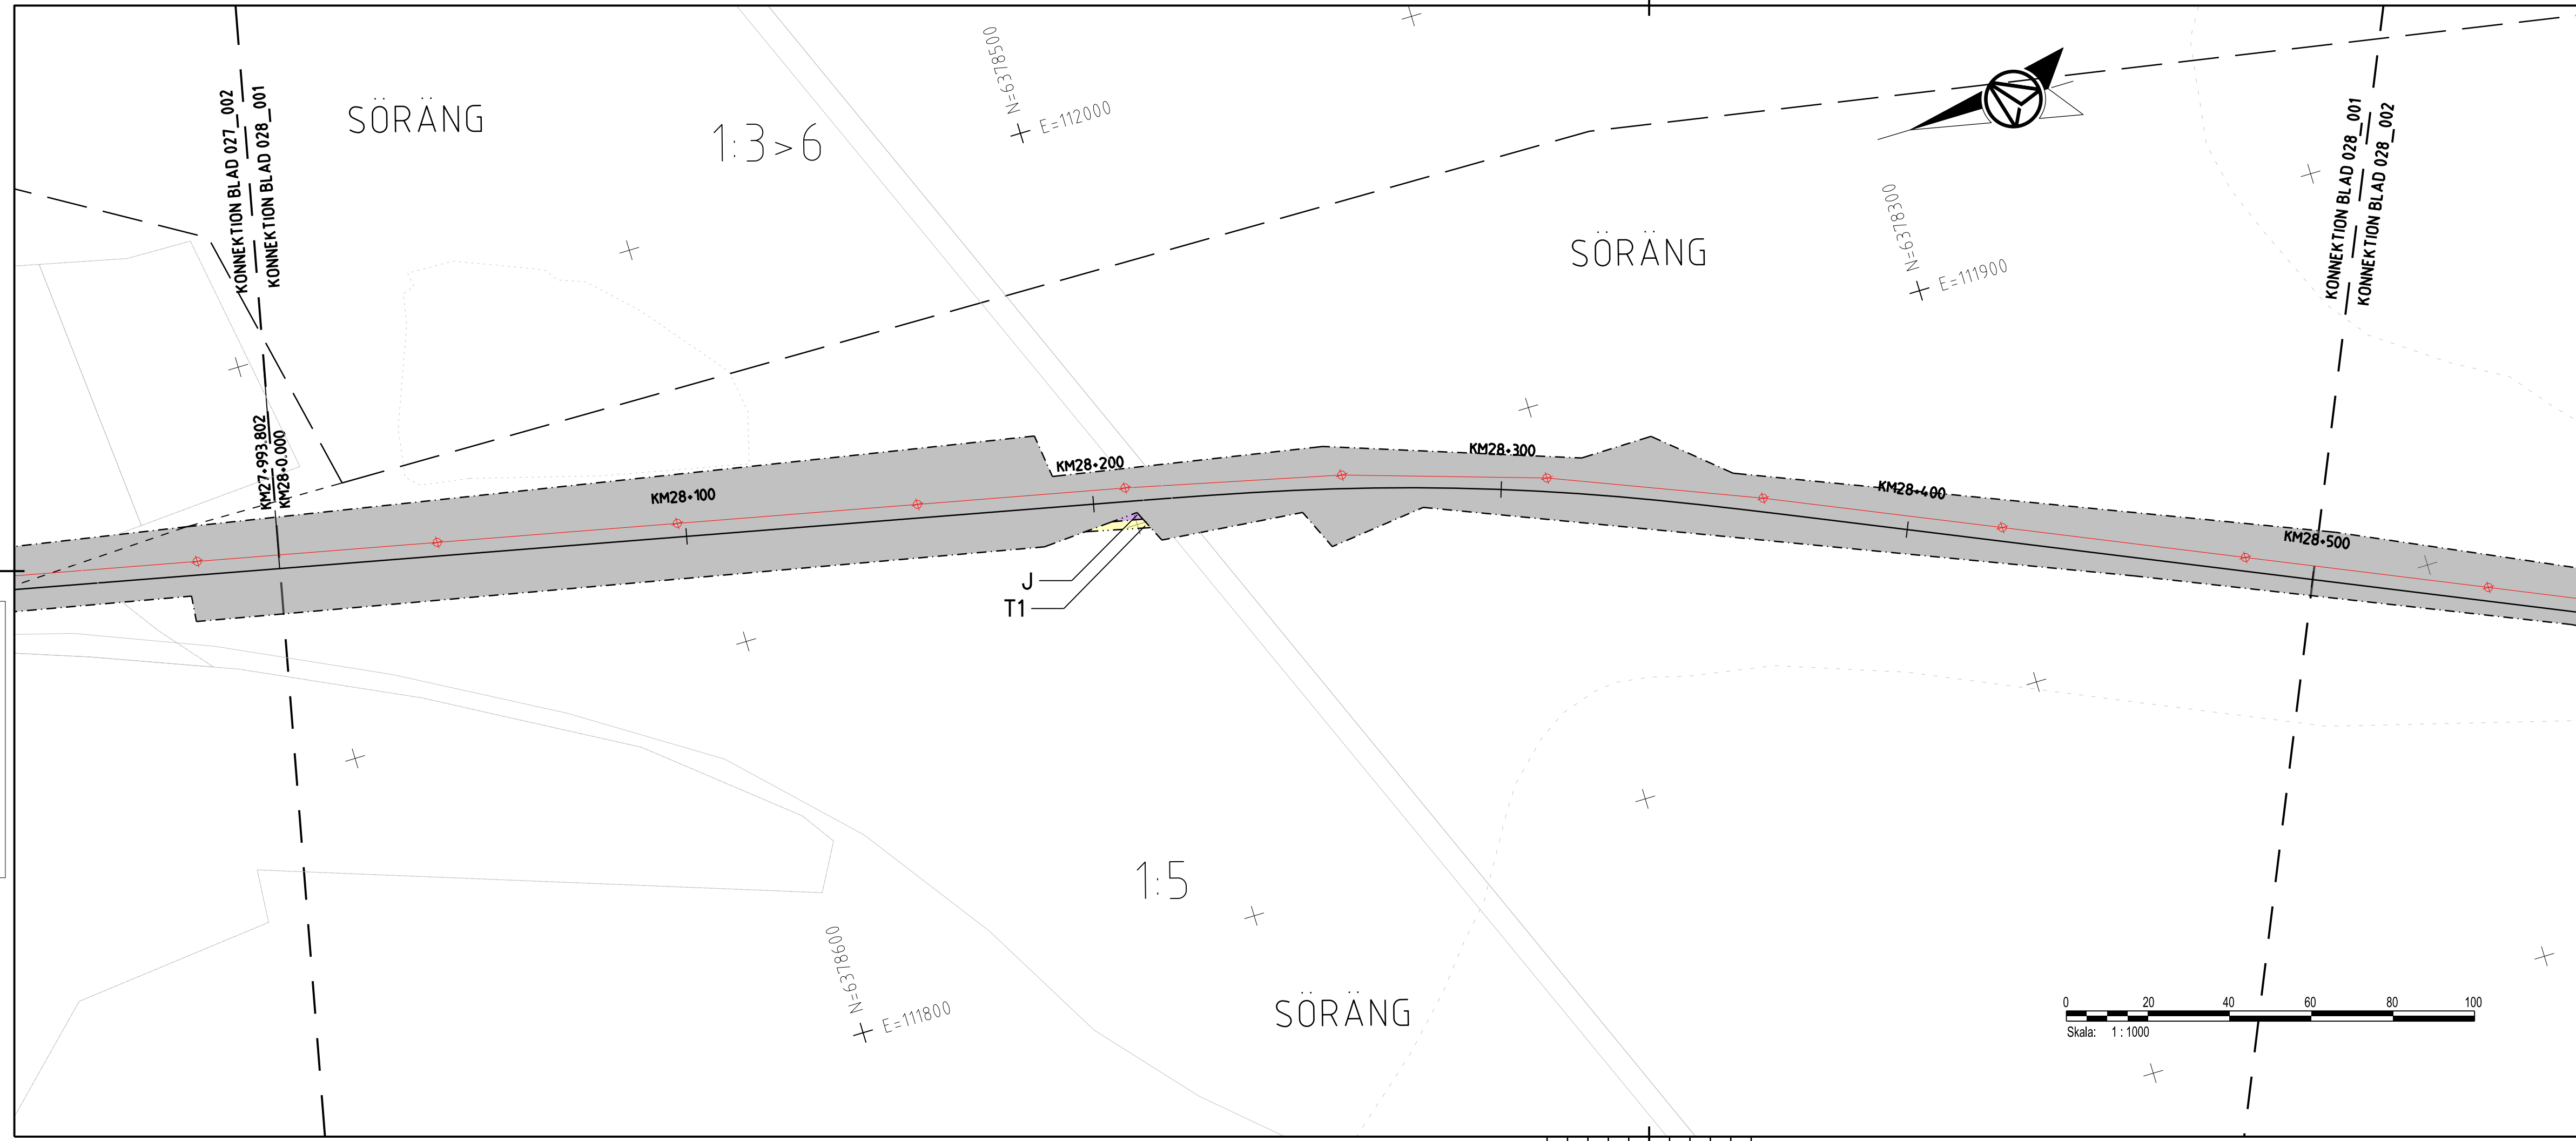 KONNEKTION BLAD 027_002
KONNEKTION BLAD 028_001
SÖRÄNG
1:3>6
N=6378500
E=112000
SÖRÄNG
N=6378300
E=111900
KONNEKTION BLAD 028_001
KONNEKTION BLAD 028_002
KM27+993.802
KM28+0.000
KM28+100
KM28+200
KM28+300
KM28+400
KM28+500
J
T1
1:5
N=6378600
E=111800
SÖRÄNG
0 20 40 60 80 100
Skala: 1 : 1000